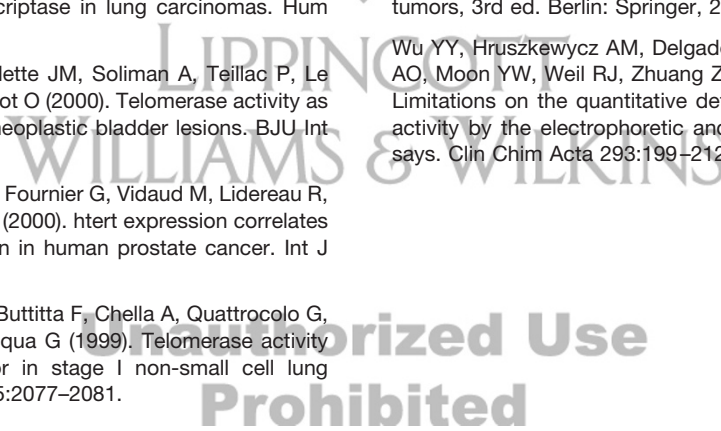 criptase in lung carcinomas. Hum
lette JM, Soliman A, Teillac P, Le
ot O (2000). Telomerase activity as
neoplastic bladder lesions. BJU Int
Fournier G, Vidaud M, Lidereau R,
(2000). htert expression correlates
n in human prostate cancer. Int J
Buttitta F, Chella A, Quattrocolo G,
qua G (1999). Telomerase activity
or in stage I non-small cell lung
5:2077–2081.
tumors, 3rd ed. Berlin: Springer, 2
Wu YY, Hruszkewycz AM, Delgado
AO, Moon YW, Weil RJ, Zhuang Z
Limitations on the quantitative det
activity by the electrophoretic and
says. Clin Chim Acta 293:199–212
LIPPINCOTT
WILLIAMS & WILKINS
Unauthorized Use
Prohibited